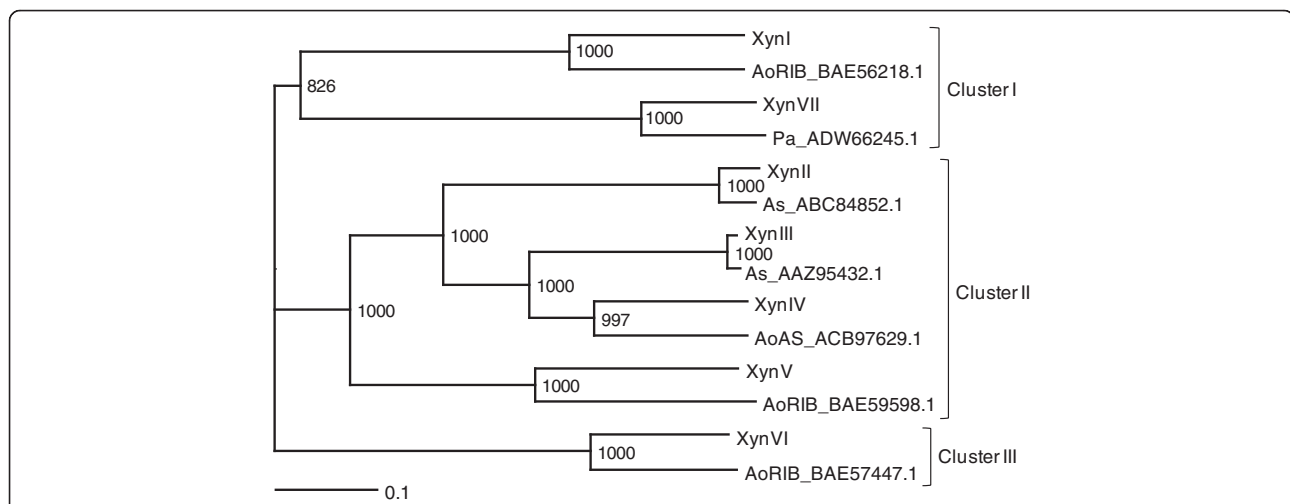 XynI
1000
AoRIB_BAE56218.1
Cluster I
826
XynVII
1000
Pa_ADW66245.1
XynII
1000
As_ABC84852.1
1000
XynIII
1000
As_AAZ95432.1
1000
Cluster II
XynIV
1000
997
AoAS_ACB97629.1
XynV
1000
AoRIB_BAE59598.1
XynVI
1000
Cluster III
AoRIB_BAE57447.1
0.1